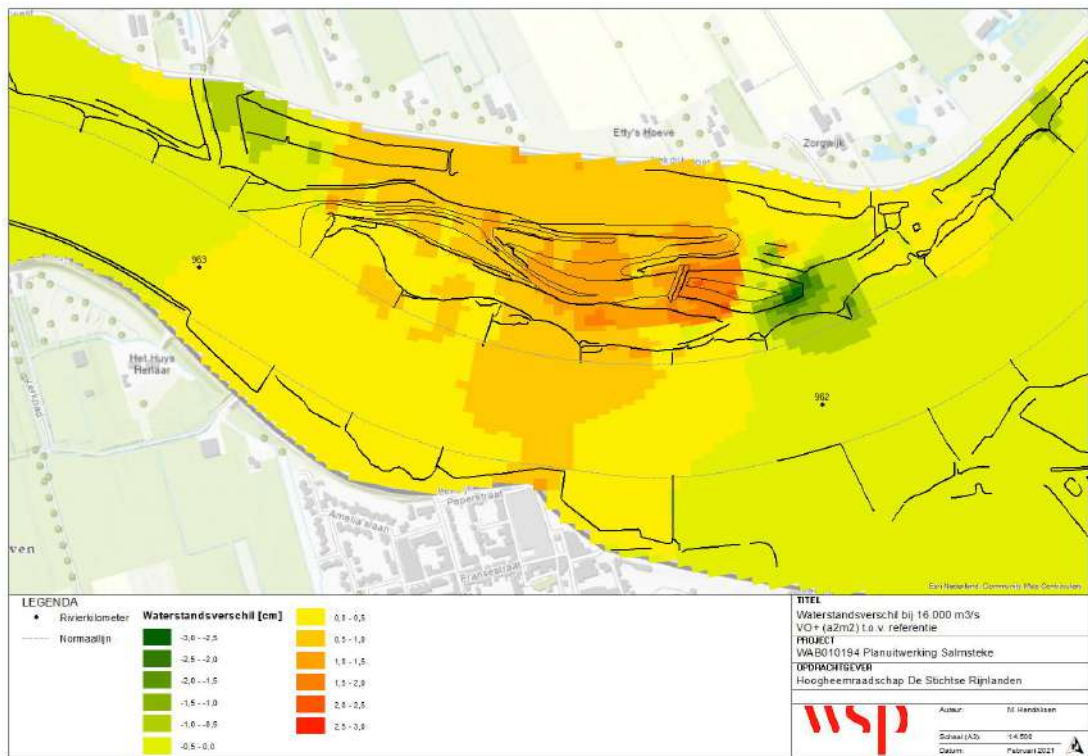 Etty's Hoeve
Zorgwijk
963
Het Huys
Herlaar
962
Peperstraat
Amelia laan
Fransestraat
ven
Esri Nederland, Community Maps Contributors
LEGENDA
Rivierkilometer
Normaallijn
Waterstandsverschil [cm]
-3,0 - -2,5
-2,5 - -2,0
-2,0 - -1,5
-1,5 - -1,0
-1,0 - -0,5
-0,5 - 0,0
0,0 - 0,5
0,5 - 1,0
1,0 - 1,5
1,5 - 2,0
2,0 - 2,5
2,5 - 3,0
TITEL
Waterstandsverschil bij 16.000 m3/s
VO+ (a2m2) t.o.v. referentie
PROJECT
WAB010194 Planuitwerking Salmsteke
OPDRACHTGEVER
Hoogheemraadschap De Stichtse Rijnlanden
wsp
Auteur: M. Hendriksen
Schaal (A3): 1:4.500
Datum: Februari 2021